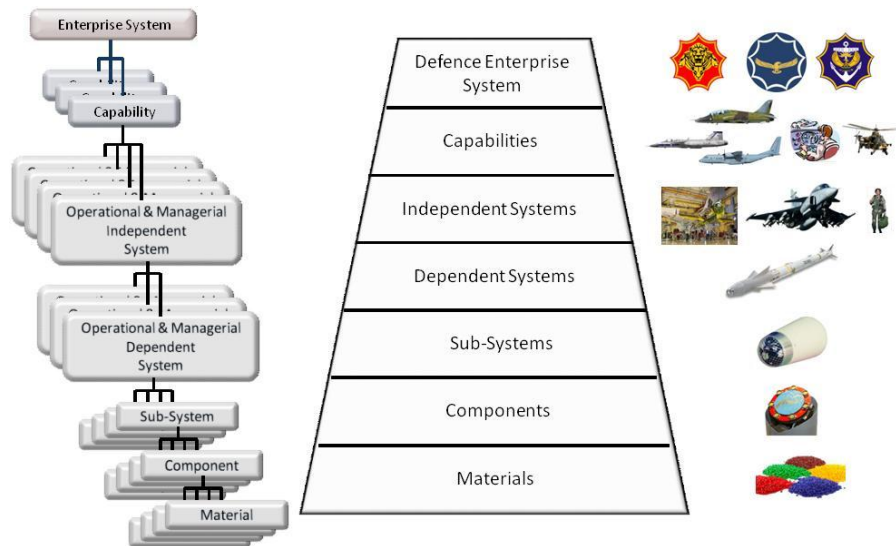 Enterprise System
Capability
Operational & Managerial
Independent
System
Operational & Managerial
Dependent
System
Sub-System
Component
Material
Defence Enterprise
System
Capabilities
Independent Systems
Dependent Systems
Sub-Systems
Components
Materials